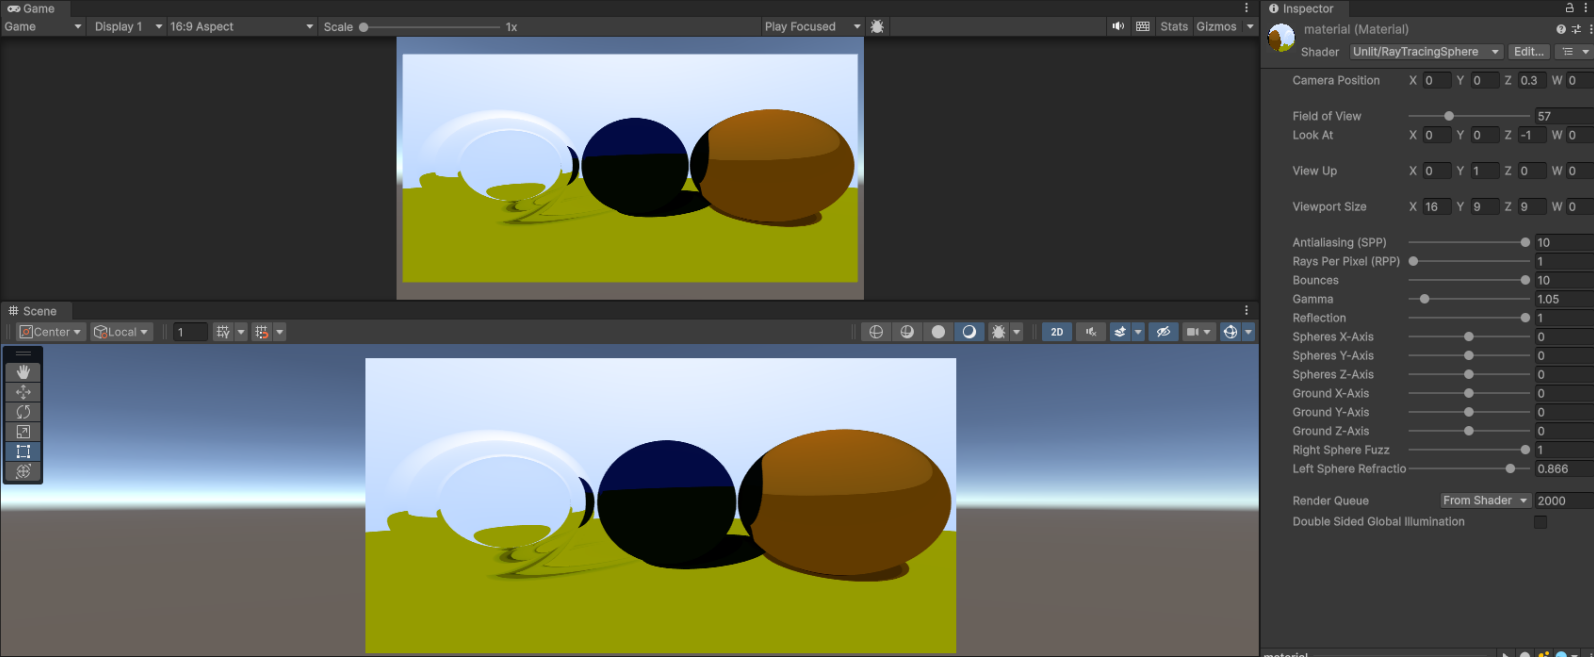 Game
Game Display 1 16:9 Aspect Scale 1x Play Focused Stats Gizmos
Scene
Center Local 1 2D
Inspector
material (Material)
Shader Unlit/RayTracingSphere Edit...
Camera Position X 0 Y 0 Z 0.3 W 0
Field of View 57
Look At X 0 Y 0 Z -1 W 0
View Up X 0 Y 1 Z 0 W 0
Viewport Size X 16 Y 9 Z 9 W 0
Antialiasing (SPP) 10
Rays Per Pixel (RPP) 1
Bounces 10
Gamma 1.05
Reflection 1
Spheres X-Axis 0
Spheres Y-Axis 0
Spheres Z-Axis 0
Ground X-Axis 0
Ground Y-Axis 0
Ground Z-Axis 0
Right Sphere Fuzz 1
Left Sphere Refractio 0.866
Render Queue From Shader 2000
Double Sided Global Illumination
material